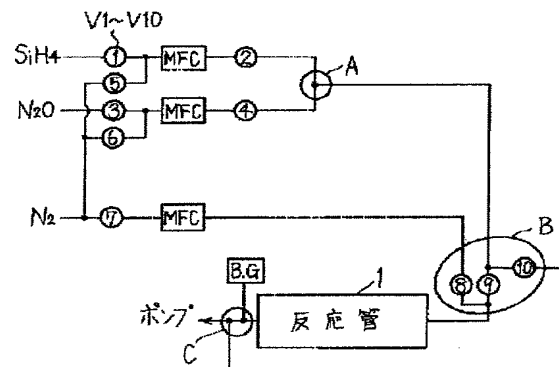 V1~V10
SiH4 ① MFC ② A
⑤
N2O ③ MFC ④
⑥
N2 ⑦ MFC
B
⑧ ⑨ ⑩
B.G
1
ポンプ 反応管
C